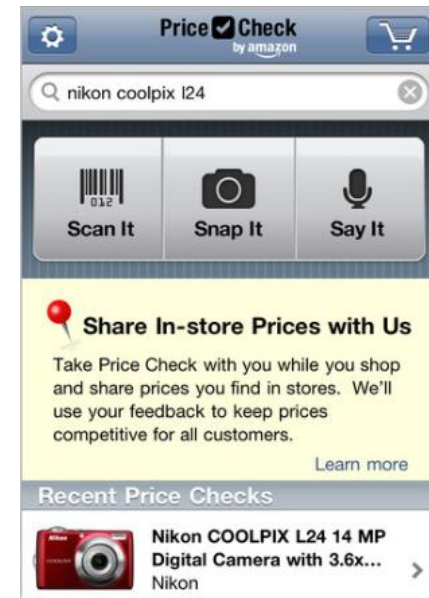 Price Check
by amazon
nikon coolpix l24
012
Scan It
Snap It
Say It
Share In-store Prices with Us
Take Price Check with you while you shop
and share prices you find in stores. We'll
use your feedback to keep prices
competitive for all customers.
Learn more
Recent Price Checks
Nikon COOLPIX L24 14 MP
Digital Camera with 3.6x...
Nikon